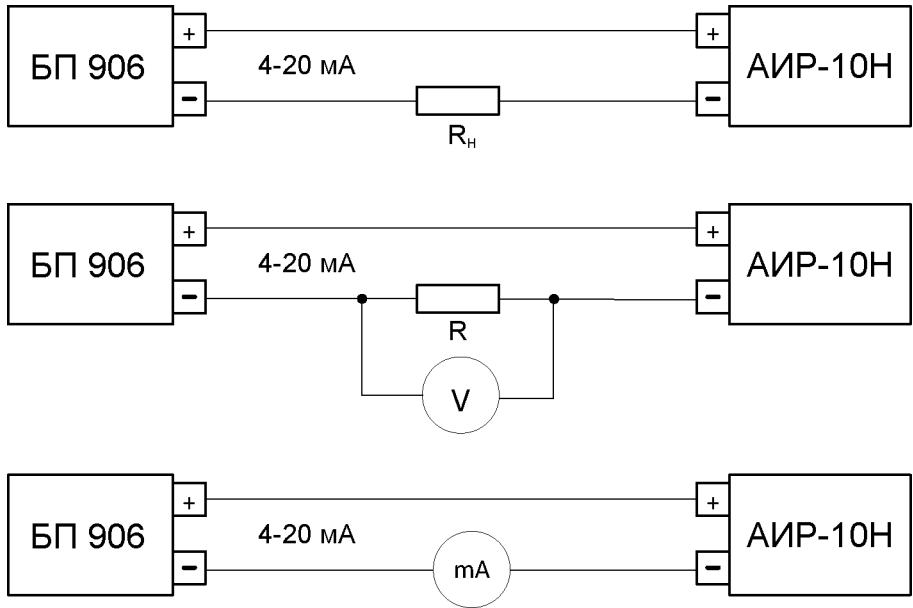 БП 906 + 4-20 мА + АИР-10Н
− −
Rн
БП 906 + 4-20 мА + АИР-10Н
− −
R
V
БП 906 + 4-20 мА + АИР-10Н
− mA −